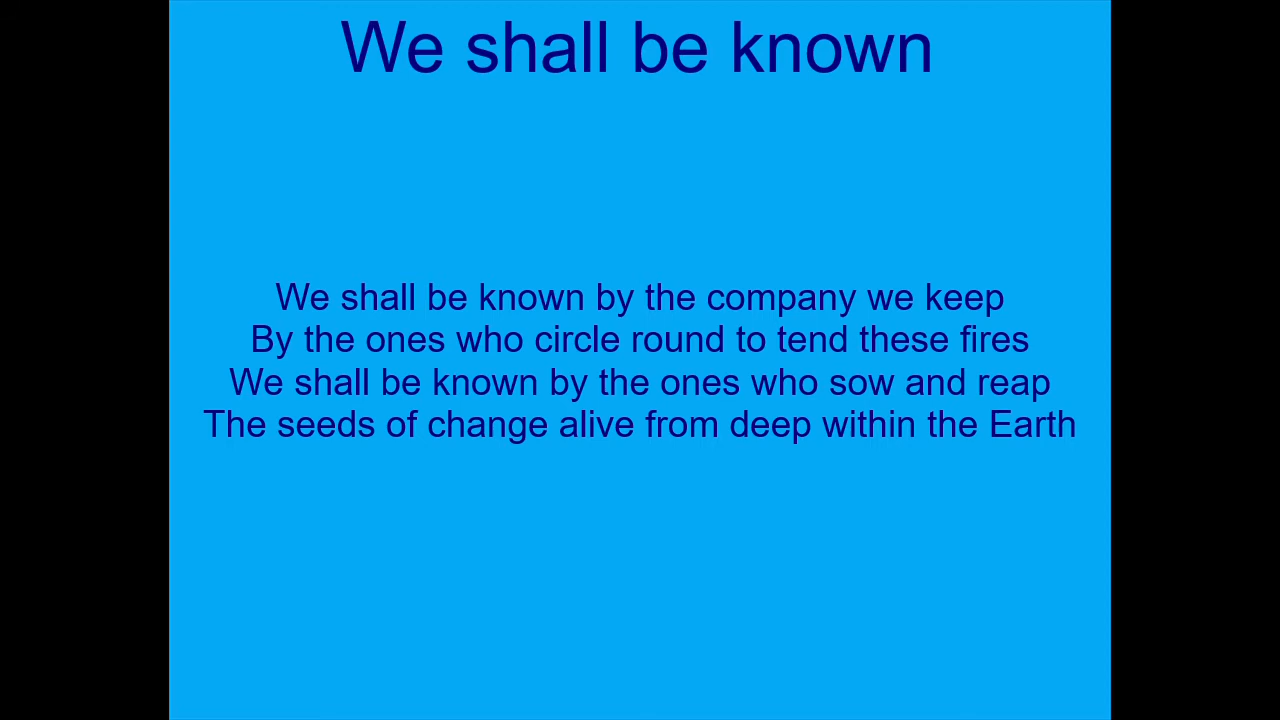 We shall be known
We shall be known by the company we keep
By the ones who circle round to tend these fires
We shall be known by the ones who sow and reap
The seeds of change alive from deep within the Earth